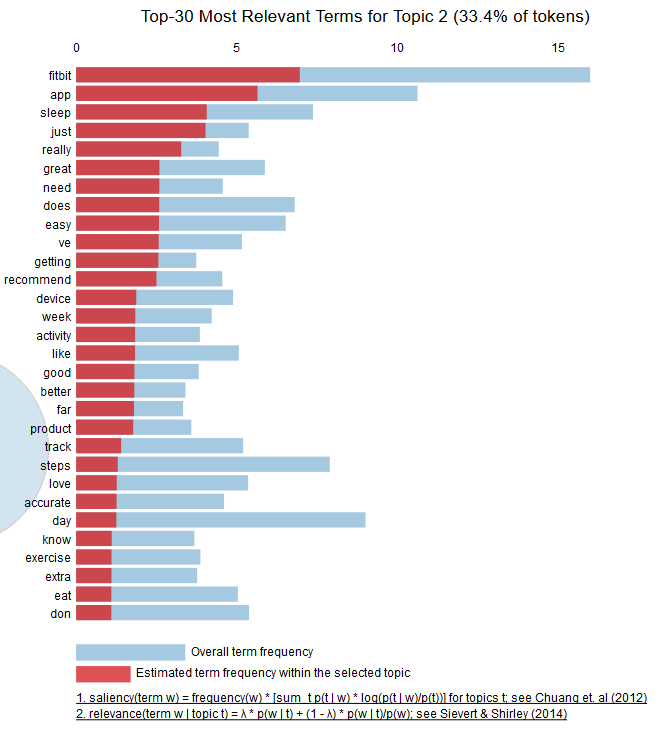 Top-30 Most Relevant Terms for Topic 2 (33.4% of tokens)
0 5 10 15
fitbit
app
sleep
just
really
great
need
does
easy
ve
getting
recommend
device
week
activity
like
good
better
far
product
track
steps
love
accurate
day
know
exercise
extra
eat
don
Overall term frequency
Estimated term frequency within the selected topic
1. saliency(term w) = frequency(w) * [sum_t p(t | w) * log(p(t | w)/p(t))] for topics t; see Chuang et. al (2012)
2. relevance(term w | topic t) = λ * p(w | t) + (1 - λ) * p(w | t)/p(w); see Sievert & Shirley (2014)